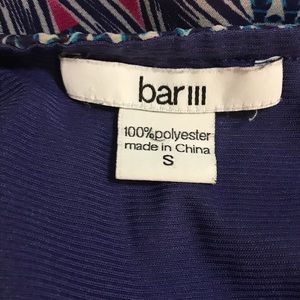 bar III
100% polyester
made in China
S